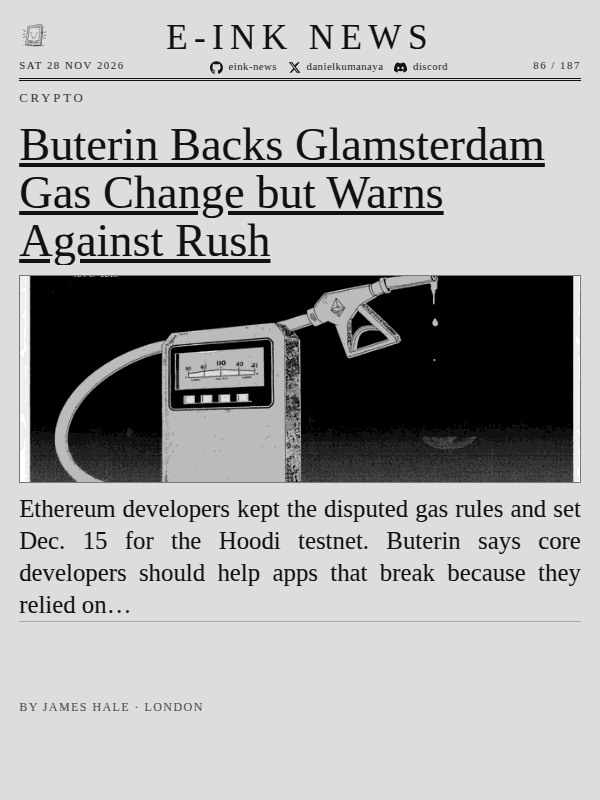 E-INK NEWS
SAT 28 NOV 2026
eink-news danielkumanaya discord
86 / 187
CRYPTO
Buterin Backs Glamsterdam
Gas Change but Warns
Against Rush
110
Ethereum developers kept the disputed gas rules and set
Dec. 15 for the Hoodi testnet. Buterin says core
developers should help apps that break because they
relied on…
BY JAMES HALE · LONDON